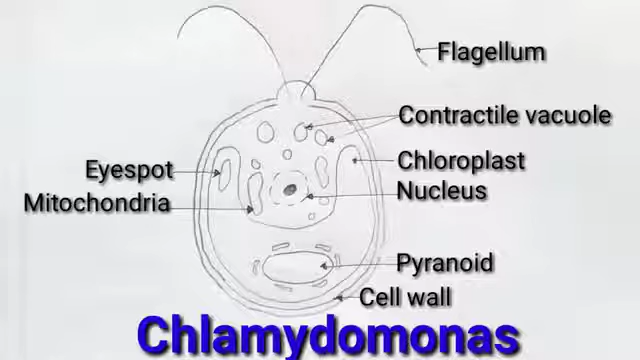 Flagellum
Contractile vacuole
Eyespot
Chloroplast
Mitochondria
Nucleus
Pyranoid
Cell wall
Chlamydomonas